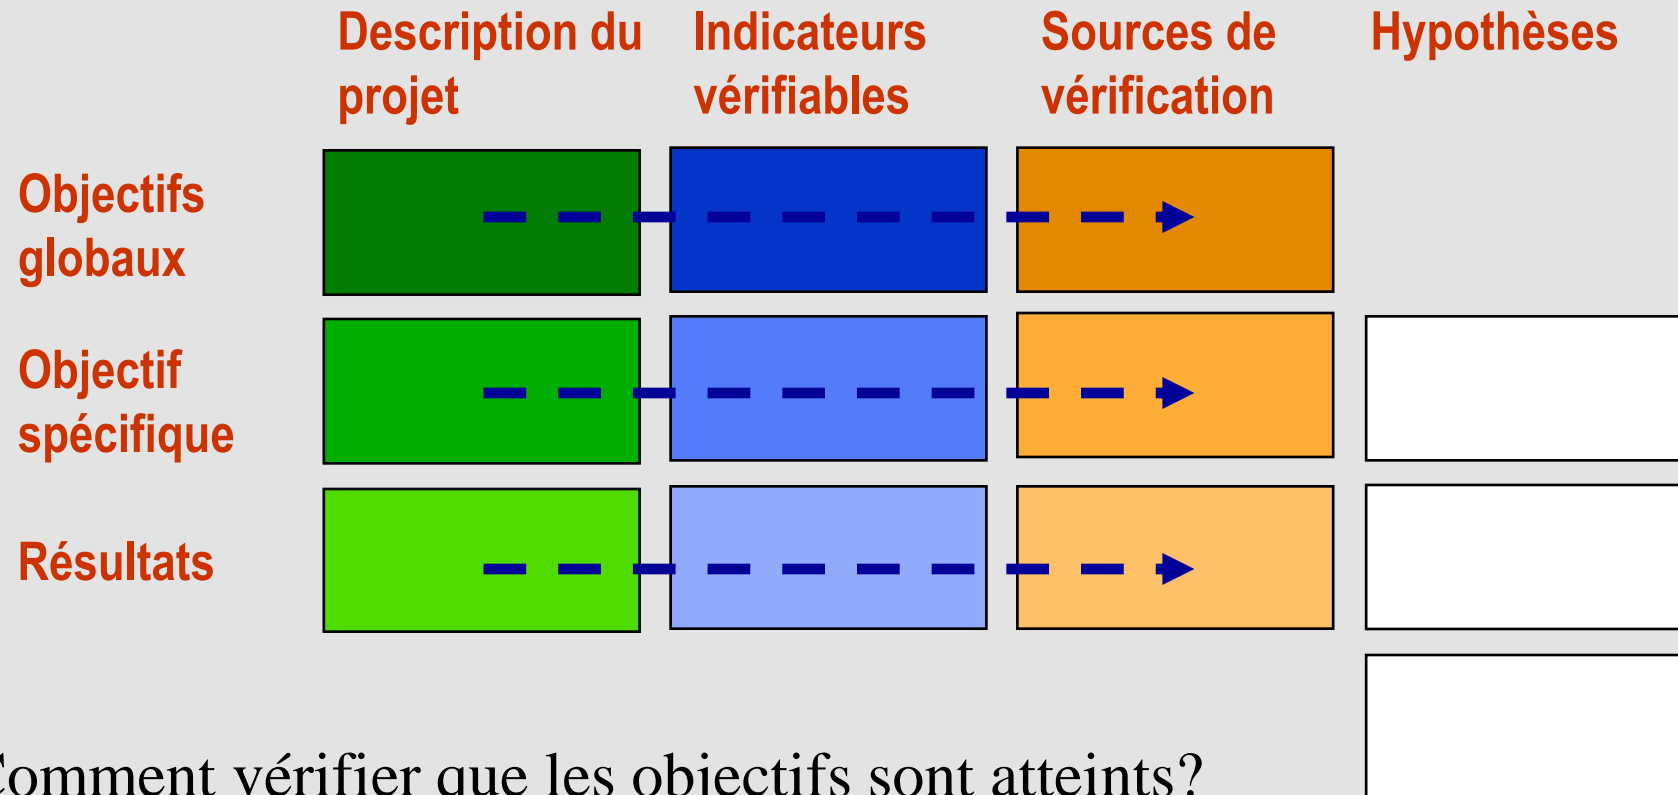 Description du
projet
Indicateurs
vérifiables
Sources de
vérification
Hypothèses
Objectifs
globaux
Objectif
spécifique
Résultats
Comment vérifier que les objectifs sont atteints?